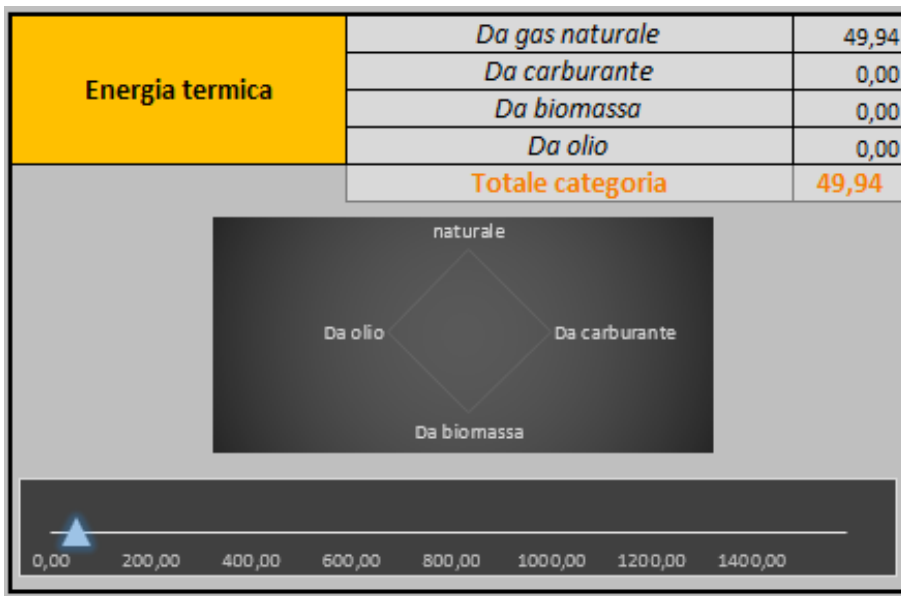 Energia termica
Da gas naturale 49,94
Da carburante 0,00
Da biomassa 0,00
Da olio 0,00
Totale categoria 49,94
naturale
Da olio Da carburante
Da biomassa
0,00 200,00 400,00 600,00 800,00 1000,00 1200,00 1400,00